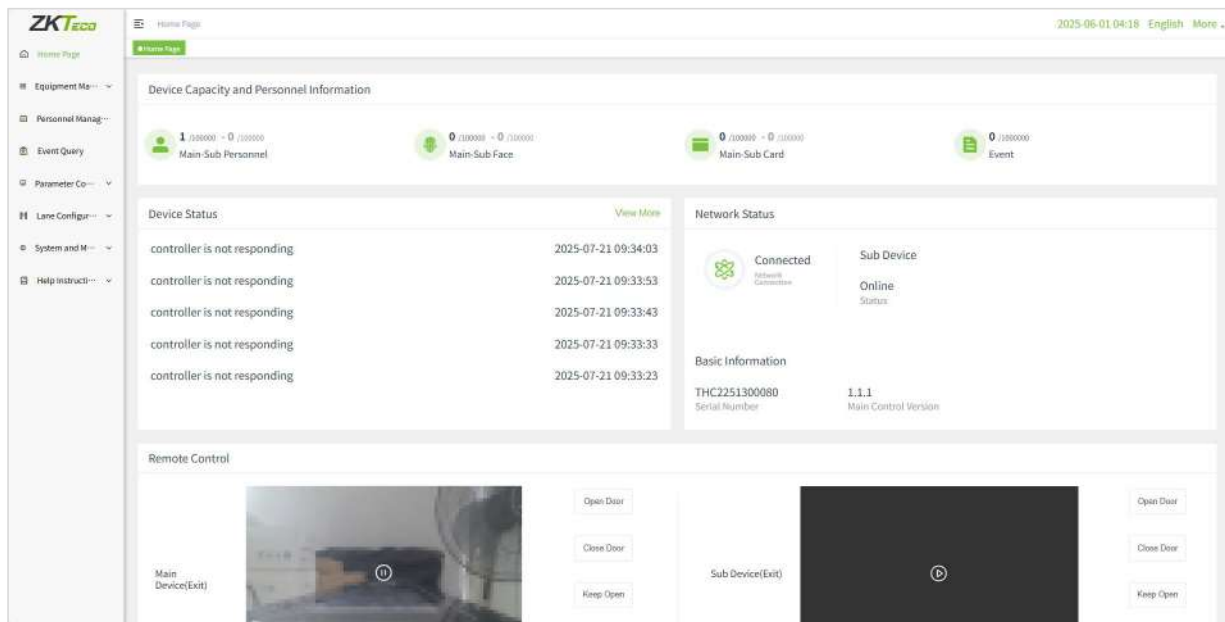 ZKTeco
Home Page
2025-06-01 04:18 English More
Home Page
Home Page
Equipment Ma···
Personnel Manag···
Event Query
Parameter Co···
Lane Configur···
System and M···
Help Instructi···
Device Capacity and Personnel Information
1 /100000 - 0 /100000
Main-Sub Personnel
0 /100000 - 0 /100000
Main-Sub Face
0 /100000 - 0 /100000
Main-Sub Card
0 /1000000
Event
Device Status
View More
controller is not responding 2025-07-21 09:34:03
controller is not responding 2025-07-21 09:33:53
controller is not responding 2025-07-21 09:33:43
controller is not responding 2025-07-21 09:33:33
controller is not responding 2025-07-21 09:33:23
Network Status
Connected
Network
Connection
Sub Device
Online
Status
Basic Information
THC2251300080
Serial Number
1.1.1
Main Control Version
Remote Control
Main
Device(Exit)
Open Door
Close Door
Keep Open
Sub Device(Exit)
Open Door
Close Door
Keep Open